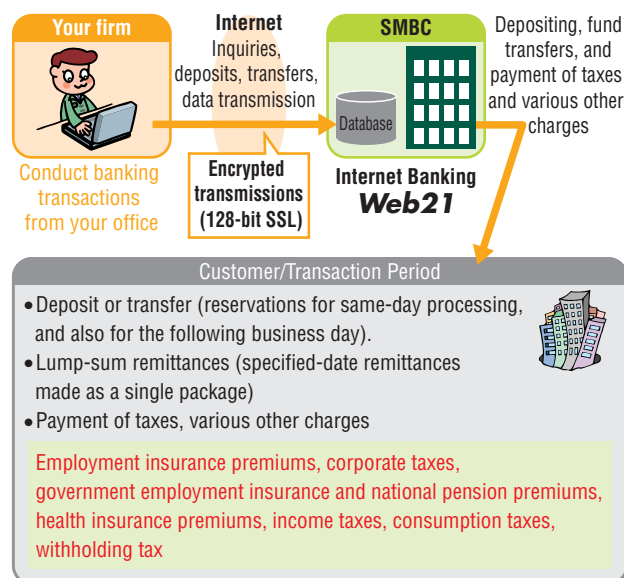 Your firm
Conduct banking
transactions
from your office
Internet
Inquiries,
deposits, transfers,
data transmission
Encrypted
transmissions
(128-bit SSL)
SMBC
Database
Internet Banking
Web21
Depositing, fund
transfers, and
payment of taxes
and various other
charges
Customer/Transaction Period
• Deposit or transfer (reservations for same-day processing,
and also for the following business day).
• Lump-sum remittances (specified-date remittances
made as a single package)
• Payment of taxes, various other charges
Employment insurance premiums, corporate taxes,
government employment insurance and national pension premiums,
health insurance premiums, income taxes, consumption taxes,
withholding tax